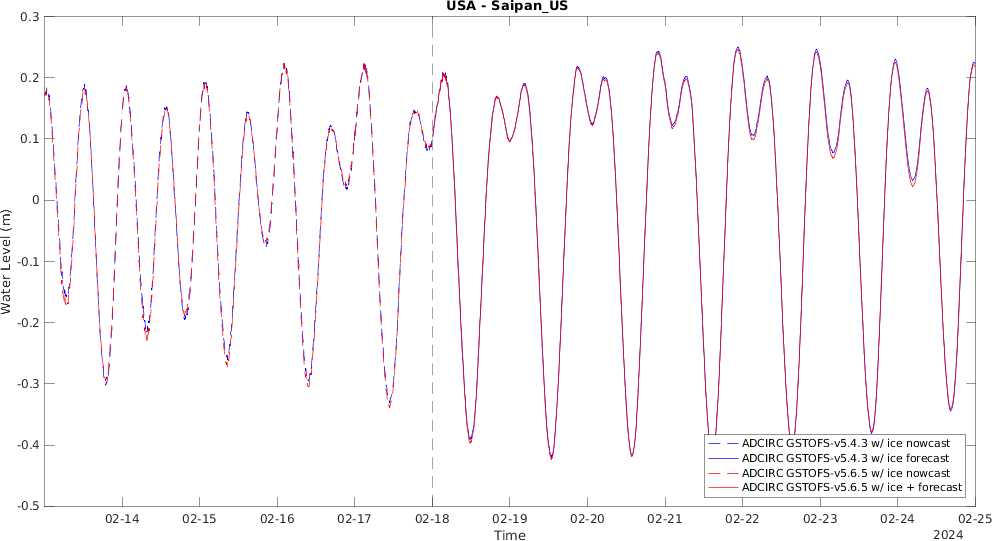 USA - Saipan_US
0.3
0.2
0.1
0
-0.1
-0.2
-0.3
-0.4
-0.5
Water Level (m)
ADCIRC GSTOFS-v5.4.3 w/ ice nowcast
ADCIRC GSTOFS-v5.4.3 w/ ice forecast
ADCIRC GSTOFS-v5.6.5 w/ ice nowcast
ADCIRC GSTOFS-v5.6.5 w/ ice + forecast
02-14 02-15 02-16 02-17 02-18 02-19 02-20 02-21 02-22 02-23 02-24 02-25
Time
2024